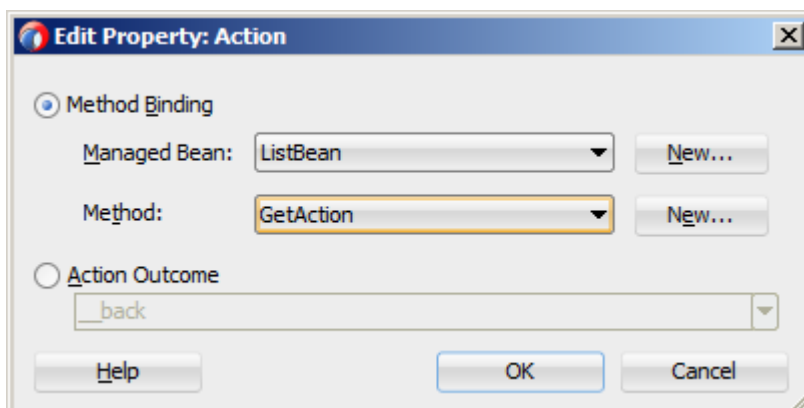 Edit Property: Action
Method Binding
Managed Bean: ListBean New...
Method: GetAction New...
Action Outcome
__back
Help OK Cancel